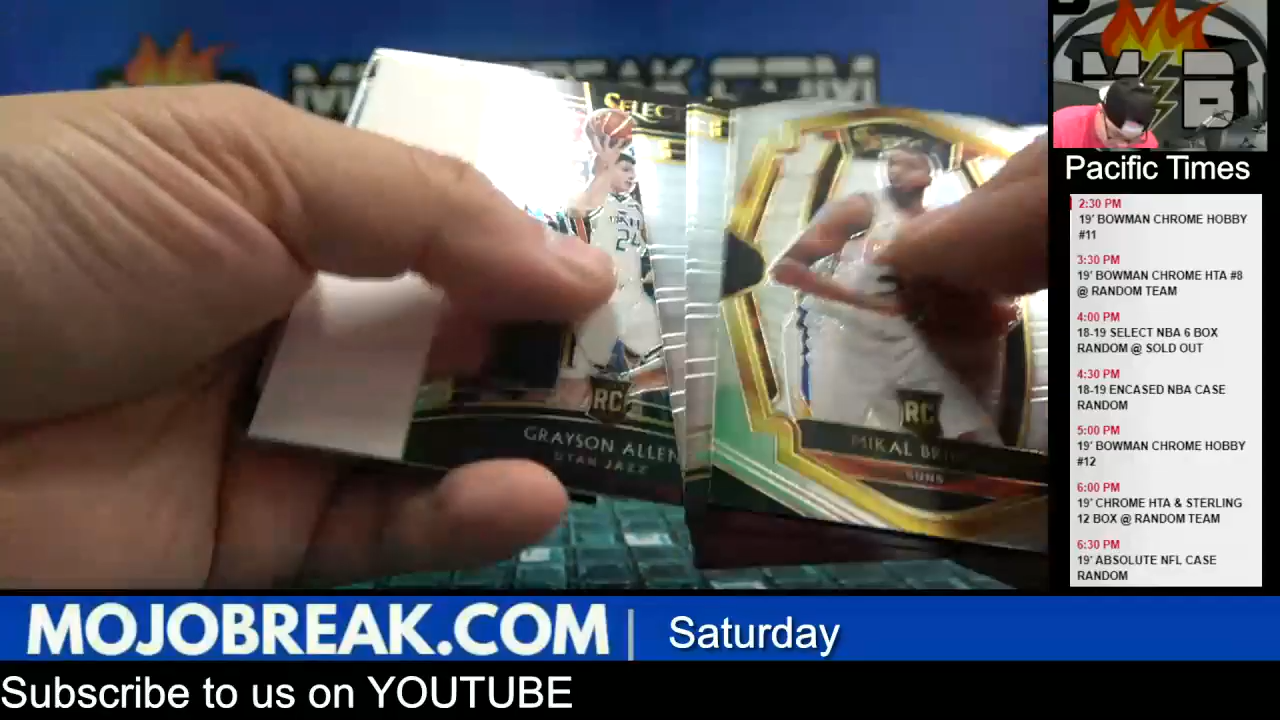 SELECT
GRAYSON ALLEN
UTAH JAZZ
RC
24
RC
MIKAL
SUNS
MB
Pacific Times
2:30 PM
19' BOWMAN CHROME HOBBY
#11
3:30 PM
19' BOWMAN CHROME HTA #8
@ RANDOM TEAM
4:00 PM
18-19 SELECT NBA 6 BOX
RANDOM @ SOLD OUT
4:30 PM
18-19 ENCASED NBA CASE
RANDOM
5:00 PM
19' BOWMAN CHROME HOBBY
#12
6:00 PM
19' CHROME HTA & STERLING
12 BOX @ RANDOM TEAM
6:30 PM
19' ABSOLUTE NFL CASE
RANDOM
MOJOBREAK.COM
Saturday
Subscribe to us on YOUTUBE